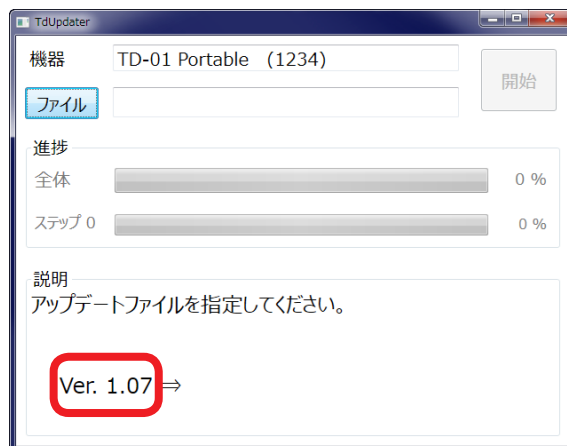 TdUpdater
機器 TD-01 Portable (1234)
開始
ファイル
進捗
全体 0 %
ステップ 0 0 %
説明
アップデートファイルを指定してください。
Ver. 1.07⇒